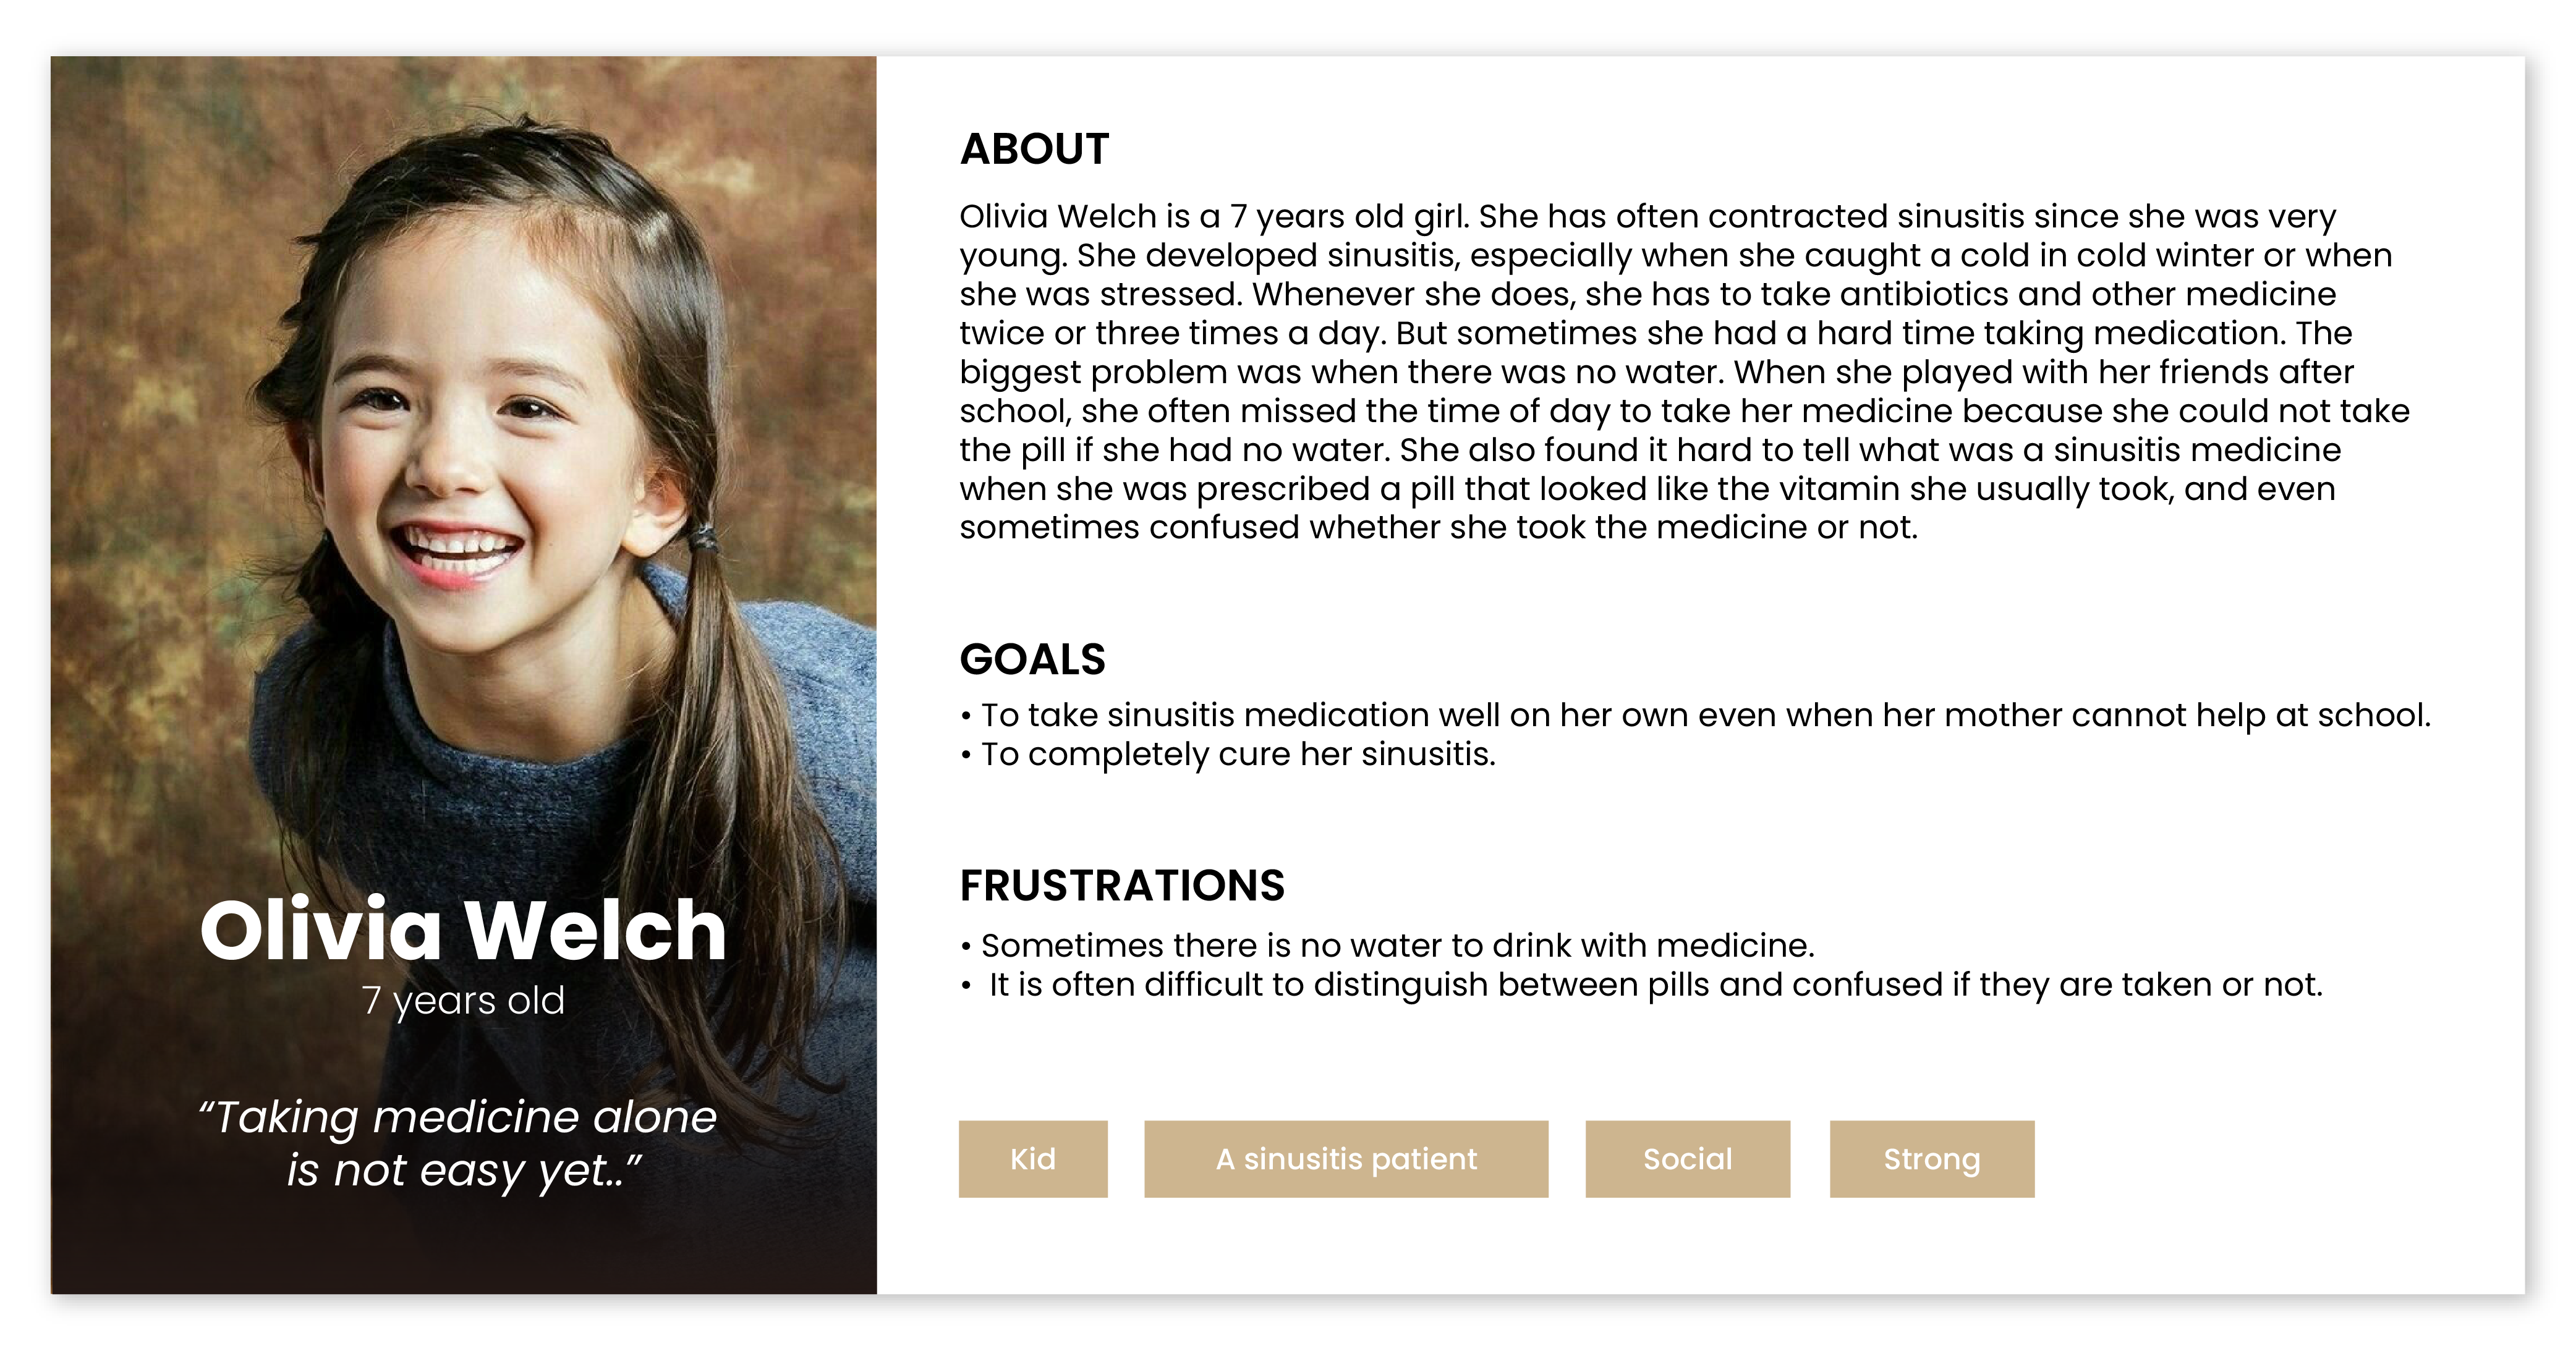 Olivia Welch
7 years old
“Taking medicine alone
is not easy yet..”
ABOUT
Olivia Welch is a 7 years old girl. She has often contracted sinusitis since she was very
young. She developed sinusitis, especially when she caught a cold in cold winter or when
she was stressed. Whenever she does, she has to take antibiotics and other medicine
twice or three times a day. But sometimes she had a hard time taking medication. The
biggest problem was when there was no water. When she played with her friends after
school, she often missed the time of day to take her medicine because she could not take
the pill if she had no water. She also found it hard to tell what was a sinusitis medicine
when she was prescribed a pill that looked like the vitamin she usually took, and even
sometimes confused whether she took the medicine or not.
GOALS
• To take sinusitis medication well on her own even when her mother cannot help at school.
• To completely cure her sinusitis.
FRUSTRATIONS
• Sometimes there is no water to drink with medicine.
• It is often difficult to distinguish between pills and confused if they are taken or not.
Kid
A sinusitis patient
Social
Strong